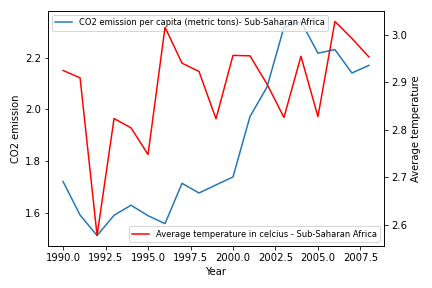 CO2 emission per capita (metric tons)- Sub-Saharan Africa
3.0
2.2
2.9
2.0
2.8
1.8
2.7
1.6
2.6
CO2 emission
Average temperature
Average temperature in celcius - Sub-Saharan Africa
1990.0 1992.5 1995.0 1997.5 2000.0 2002.5 2005.0 2007.5
Year